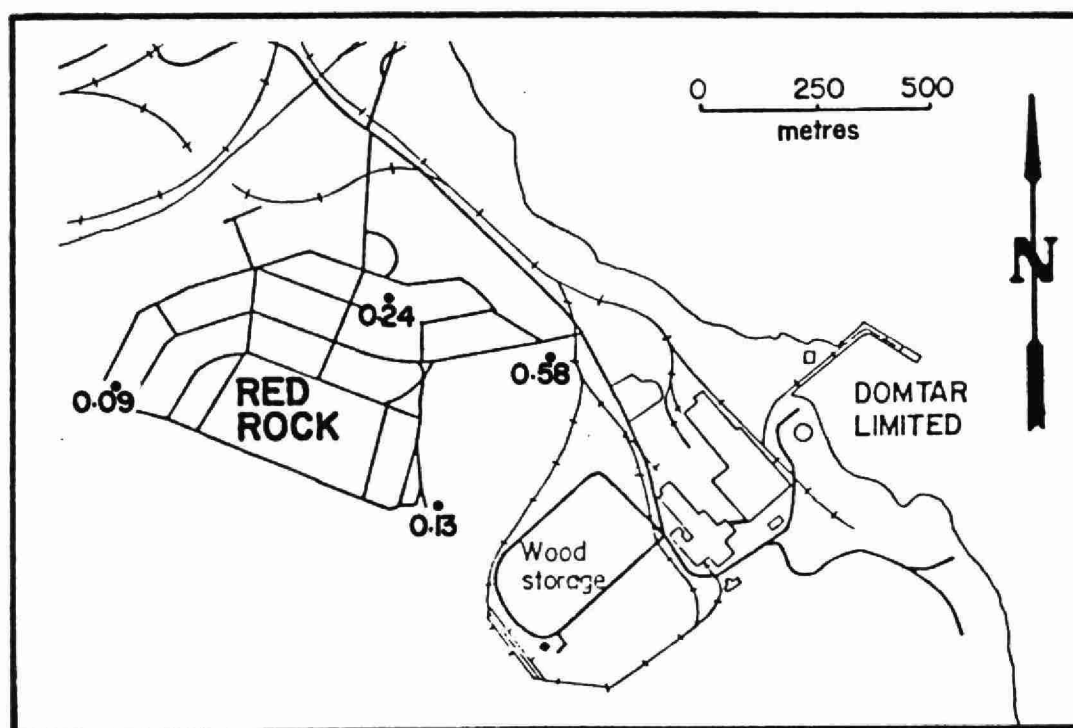 0 250 500
metres
N
0.24
0.58
0.09
RED
ROCK
DOMTAR
LIMITED
0.13
Wood
storage